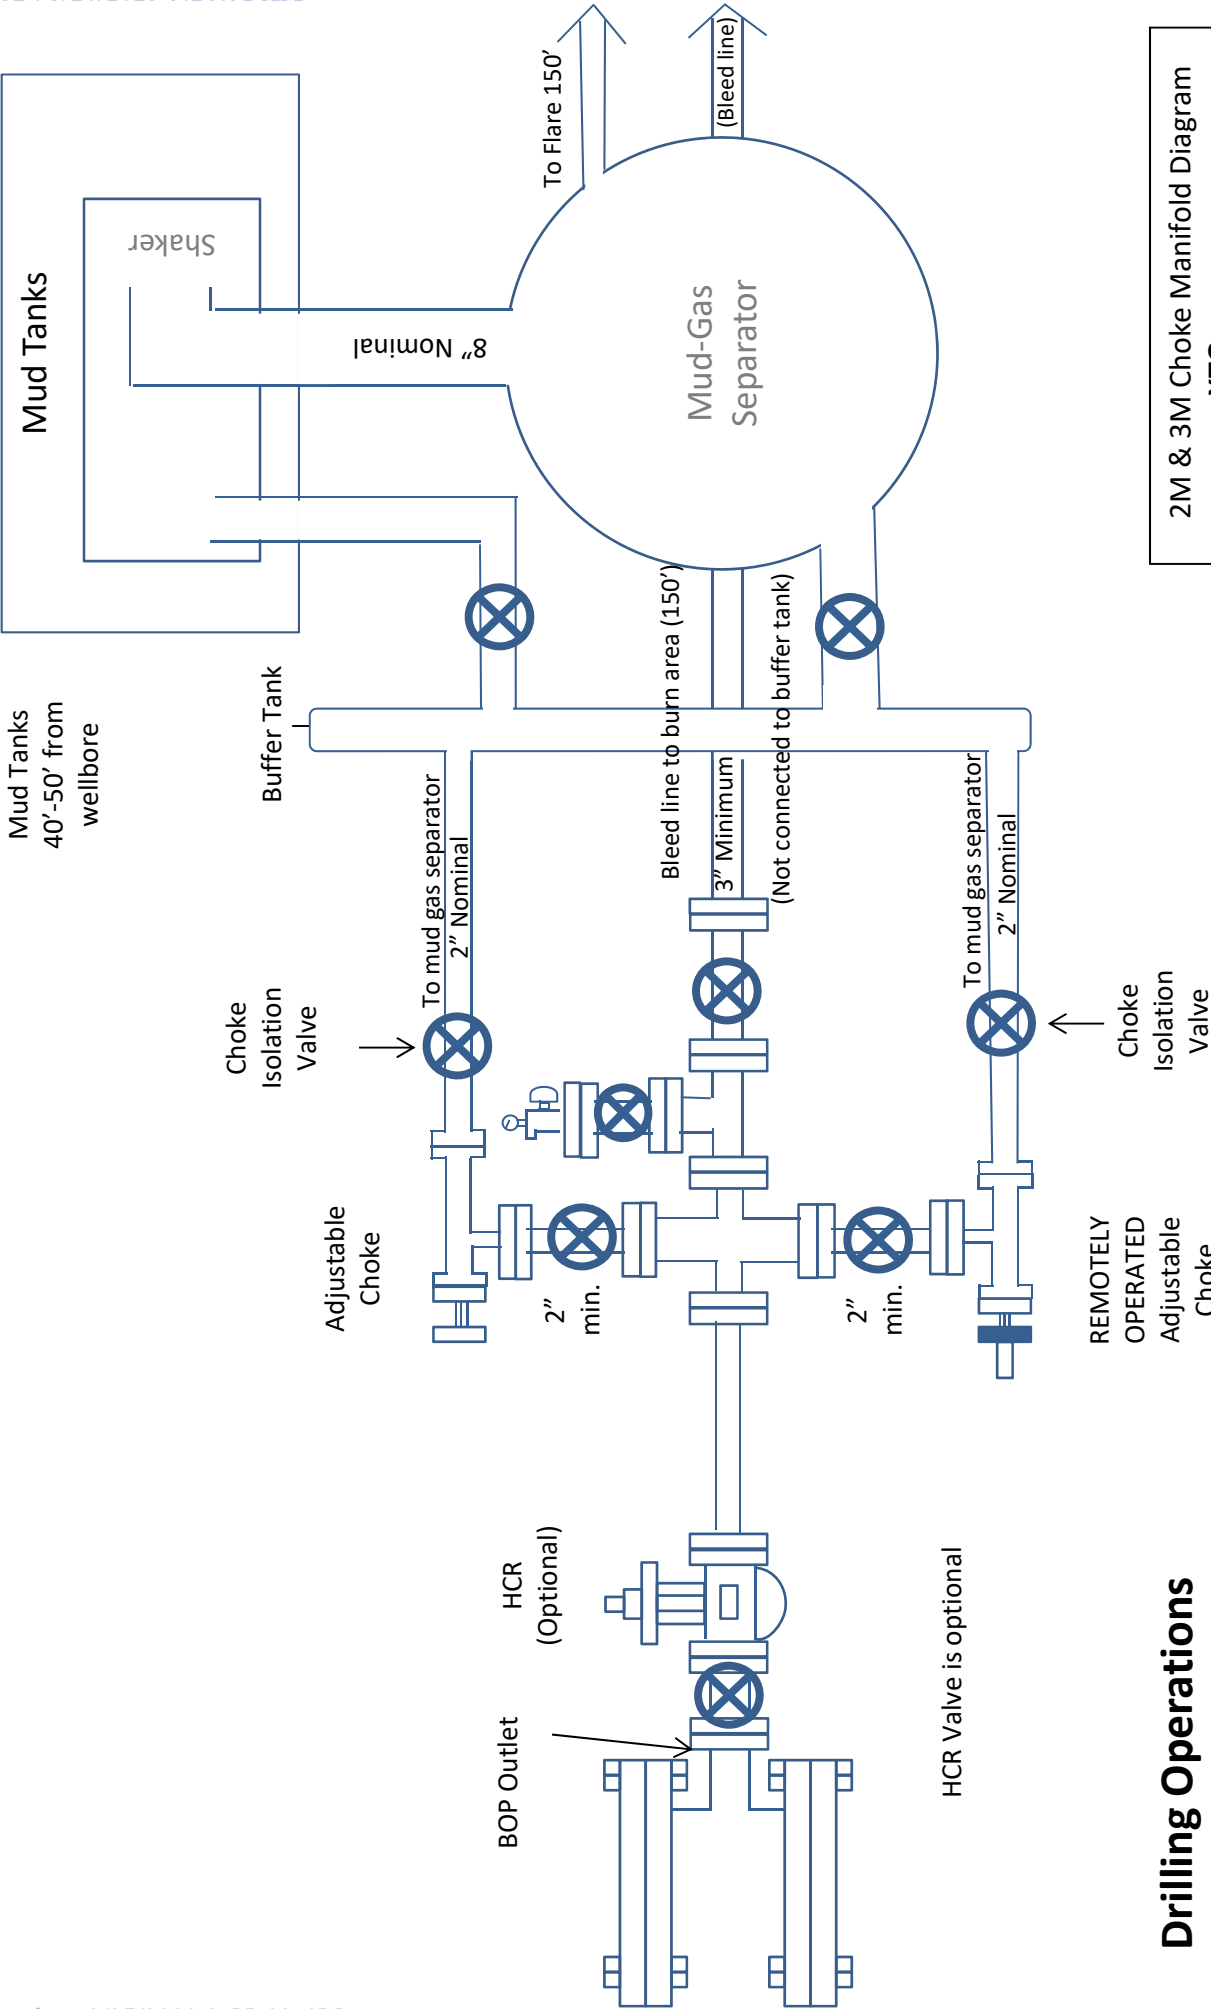 Mud Tanks
Shaker
8” Nominal
To Flare 150’
(Bleed line)
Mud-Gas
Separator
Mud Tanks
40’-50’ from
wellbore
Buffer Tank
Choke
Isolation
Valve
To mud gas separator
2” Nominal
Bleed line to burn area (150’)
3” Minimum
(Not connected to buffer tank)
To mud gas separator
2” Nominal
Choke
Isolation
Valve
Adjustable
Choke
2”
min.
2”
min.
REMOTELY
OPERATED
Adjustable
Choke
HCR
(Optional)
BOP Outlet
HCR Valve is optional
Drilling Operations
2M & 3M Choke Manifold Diagram